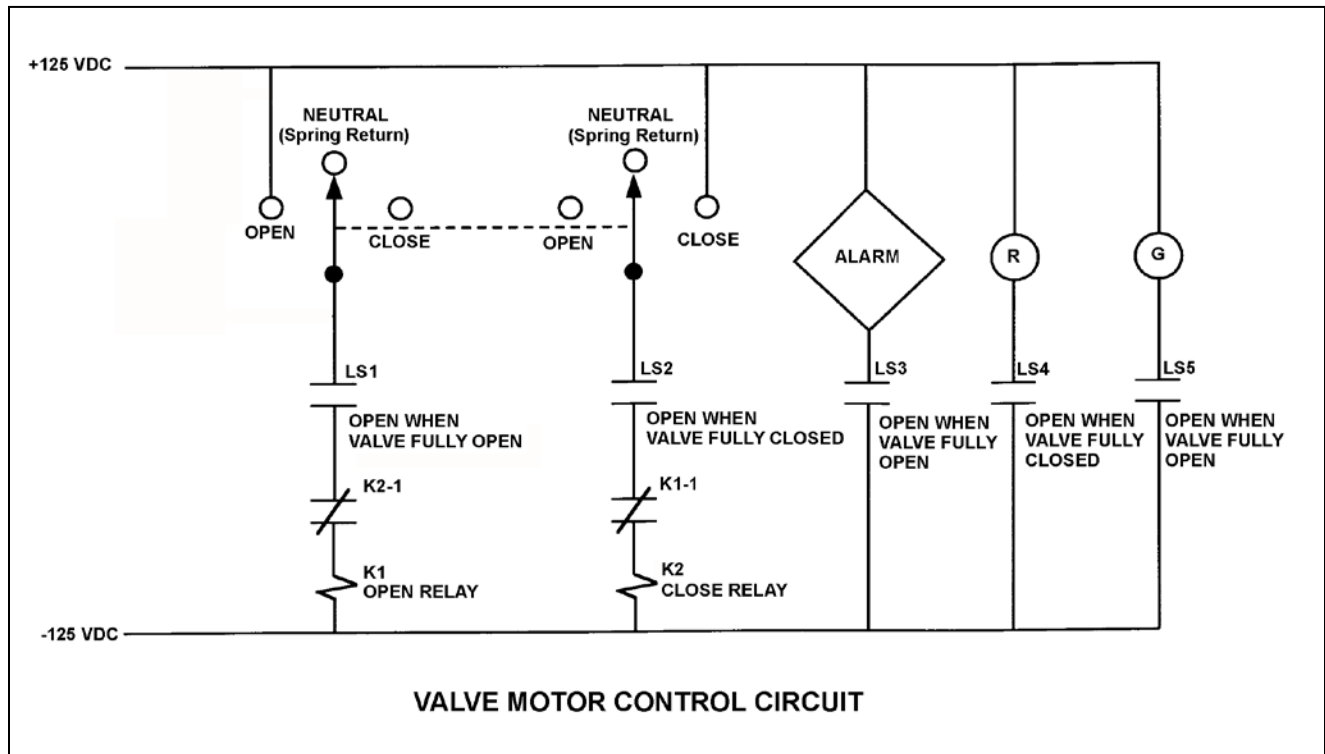 +125 VDC
NEUTRAL
(Spring Return)
NEUTRAL
(Spring Return)
OPEN
CLOSE
OPEN
CLOSE
ALARM
R
G
LS1
OPEN WHEN
VALVE FULLY OPEN
LS2
OPEN WHEN
VALVE FULLY CLOSED
LS3
OPEN WHEN
VALVE FULLY
OPEN
LS4
OPEN WHEN
VALVE FULLY
CLOSED
LS5
OPEN WHEN
VALVE FULLY
OPEN
K2-1
K1-1
K1
OPEN RELAY
K2
CLOSE RELAY
-125 VDC
VALVE MOTOR CONTROL CIRCUIT